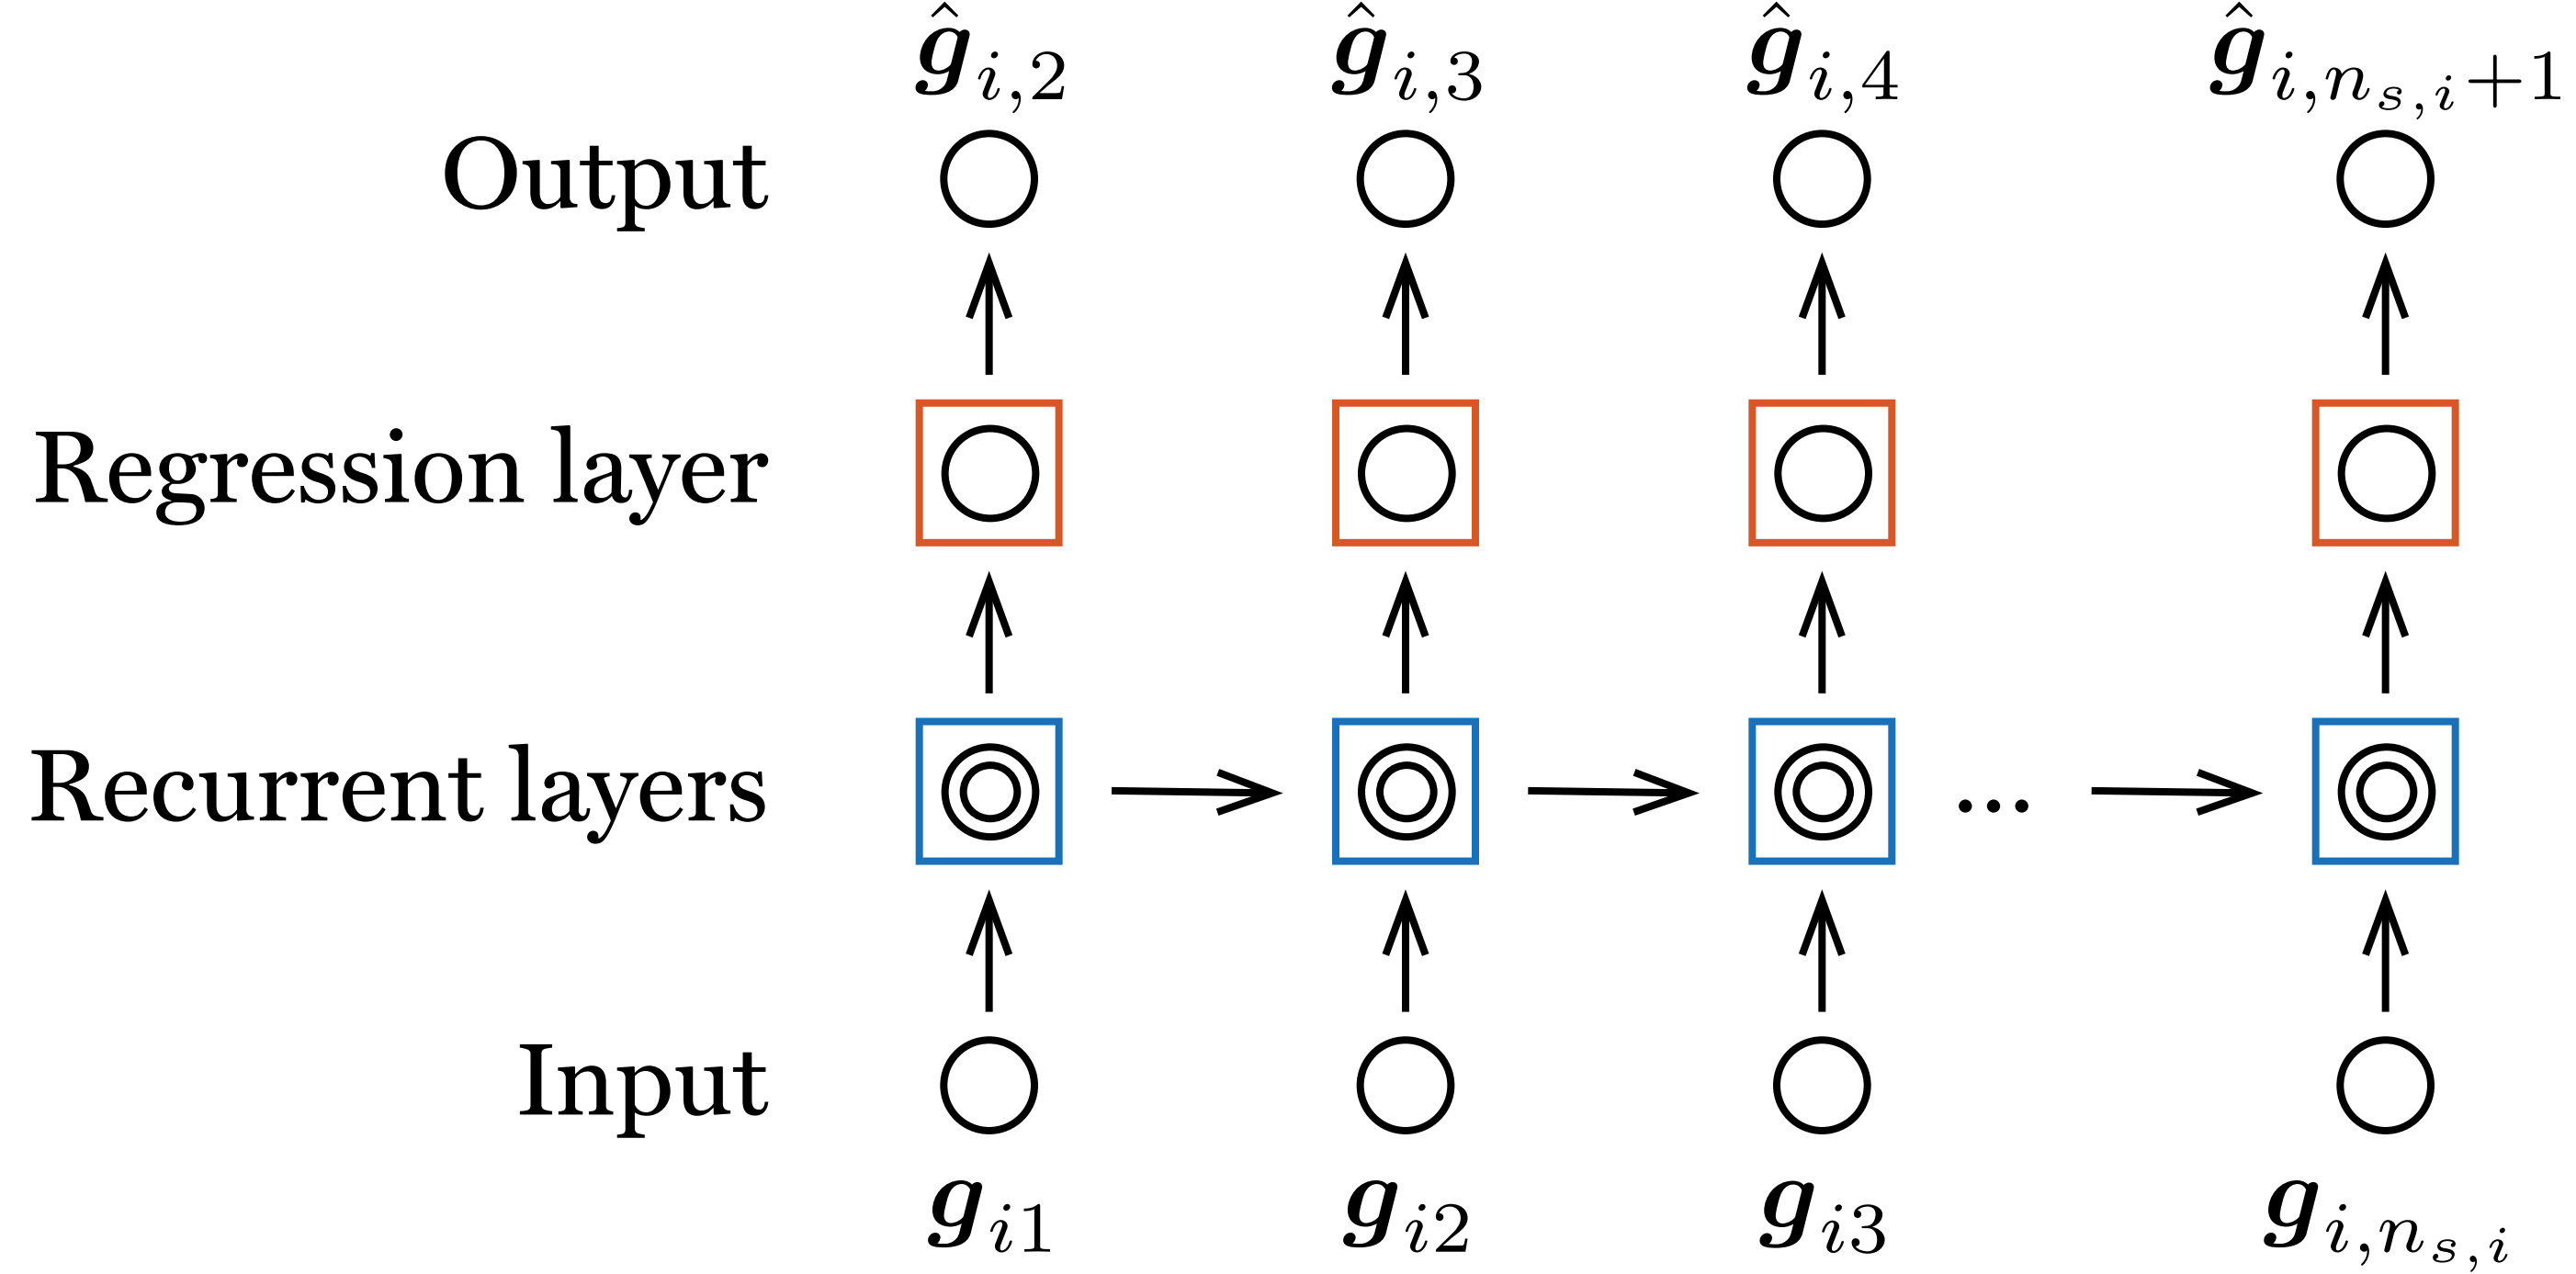 ĝ_{i,2} ĝ_{i,3} ĝ_{i,4} ĝ_{i,n_{s,i}+1}
Output
Regression layer
Recurrent layers ...
Input
g_{i1} g_{i2} g_{i3} g_{i,n_{s,i}}